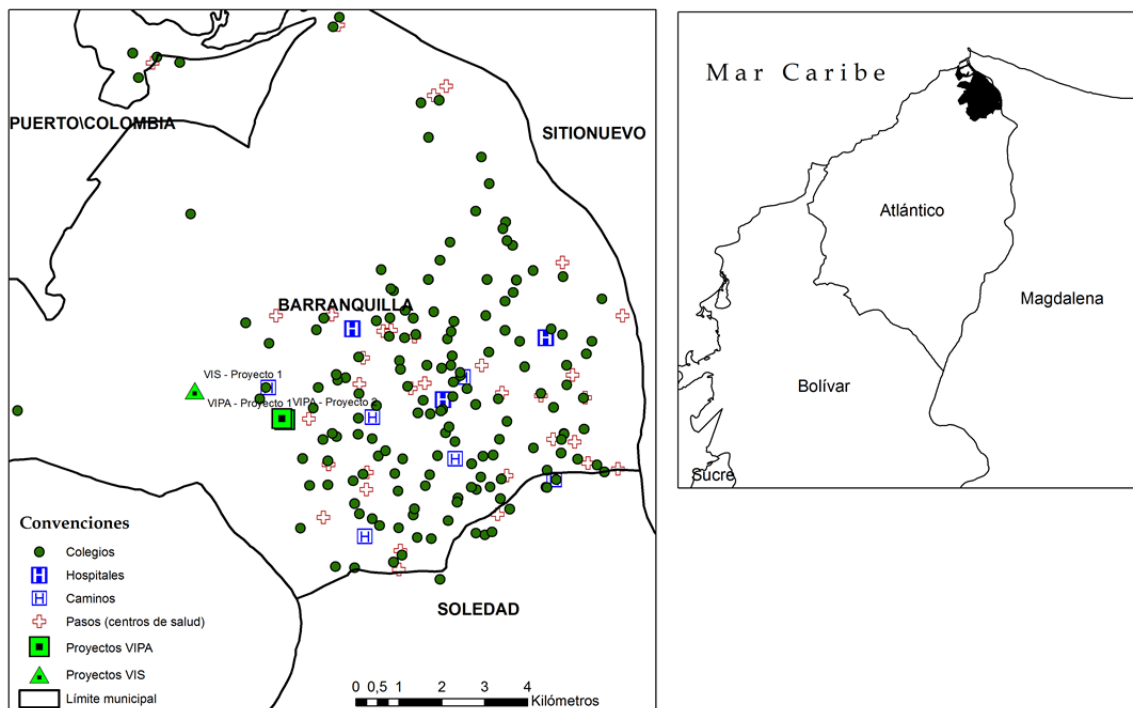 PUERTO\COLOMBIA
SITIONUEVO
BARRANQUILLA
VIS - Proyecto 1
VIPA - Proyecto 1
VIPA - Proyecto 2
SOLEDAD
Convenciones
Colegios
Hospitales
Caminos
Pasos (centros de salud)
Proyectos VIPA
Proyectos VIS
Límite municipal
0 0,5 1 2 3 4
Kilómetros
Mar Caribe
Atlántico
Magdalena
Bolívar
Sucre